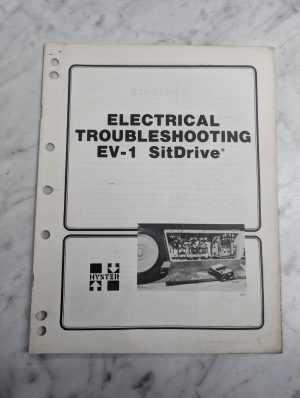 ELECTRICAL
TROUBLESHOOTING
EV-1 SitDrive®
HYSTER